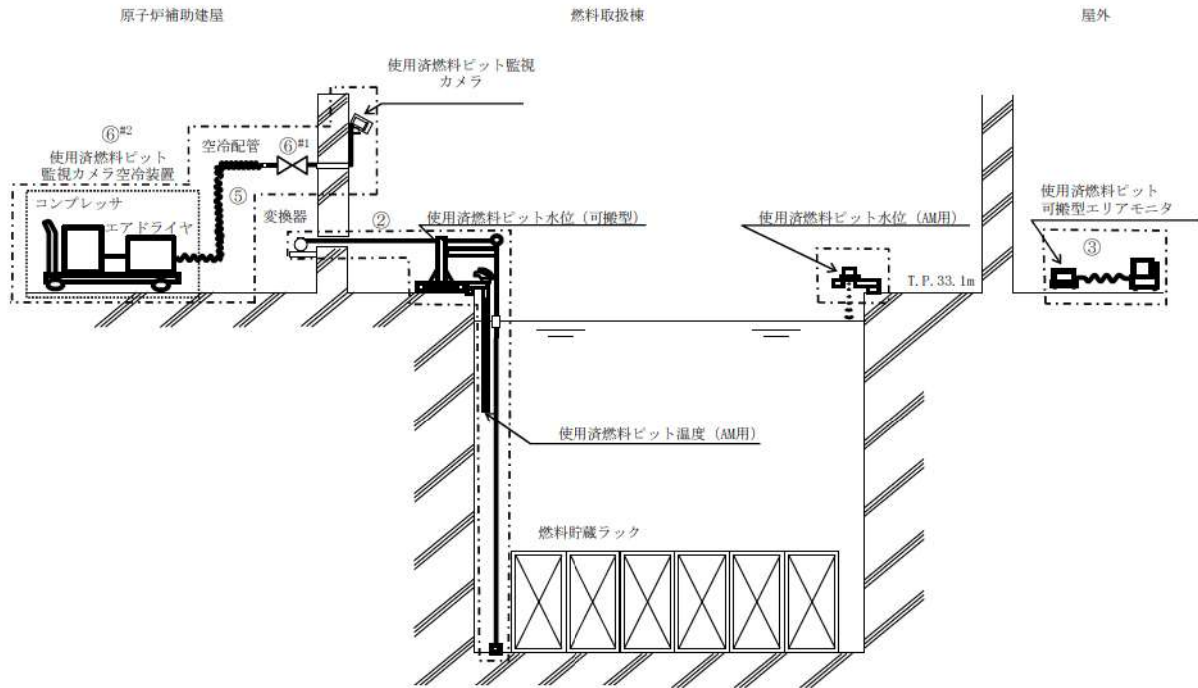 原子炉補助建屋
燃料取扱棟
屋外
使用済燃料ピット監視
カメラ
⑥#2
使用済燃料ピット
監視カメラ空冷装置
空冷配管
⑥#1
コンプレッサ
エアドライヤ
⑤
変換器
②
使用済燃料ピット水位（可搬型）
使用済燃料ピット水位（AM用）
T.P.33.1m
使用済燃料ピット
可搬型エリアモニタ
③
使用済燃料ピット温度（AM用）
燃料貯蔵ラック